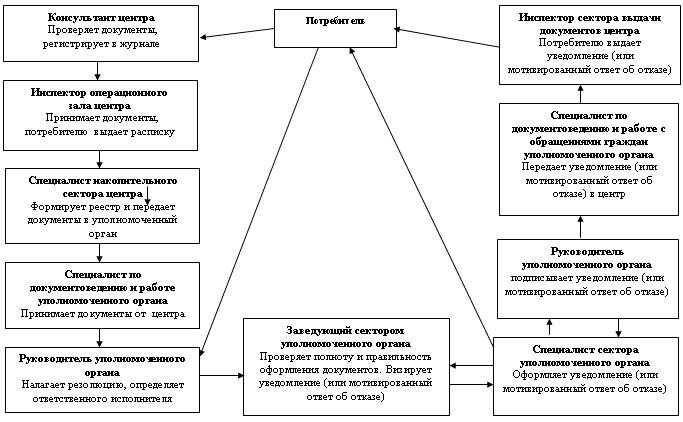 Консультант центра
Проверяет документы,
регистрирует в журнале
Инспектор операционного
зала центра
Принимает документы,
потребителю выдает расписку
Специалист накопительного
сектора центра
Формирует реестр и передает
документы в уполномоченный
орган
Специалист по
документоведению и работе
уполномоченного органа
Принимает документы от центра
Руководитель уполномоченного
органа
Налагает резолюцию, определяет
ответственного исполнителя
Потребитель
Заведующий сектором
уполномоченного органа
Проверяет полноту и правильность
оформления документов. Визирует
уведомление (или мотивированный
ответ об отказе)
Инспектор сектора выдачи
документов центра
Потребителю выдает
уведомление (или
мотивированный ответ об отказе)
Специалист по
документоведению и работе с
обращениями граждан
уполномоченного органа
Передает уведомление (или
мотивированный ответ об
отказе) в центр
Руководитель
уполномоченного органа
подписывает уведомление (или
мотивированный ответ об отказе)
Специалист сектора
уполномоченного органа
Оформляет уведомление (или
мотивированный ответ об отказе)